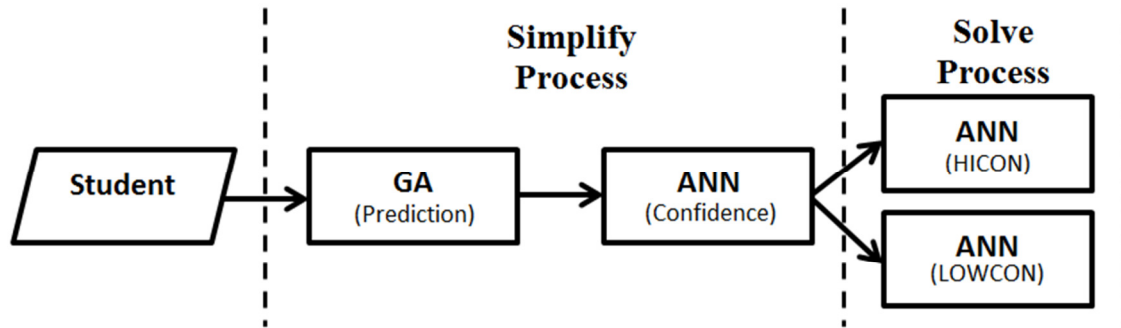 Simplify
Process
Solve
Process
Student
GA
(Prediction)
ANN
(Confidence)
ANN
(HICON)
ANN
(LOWCON)